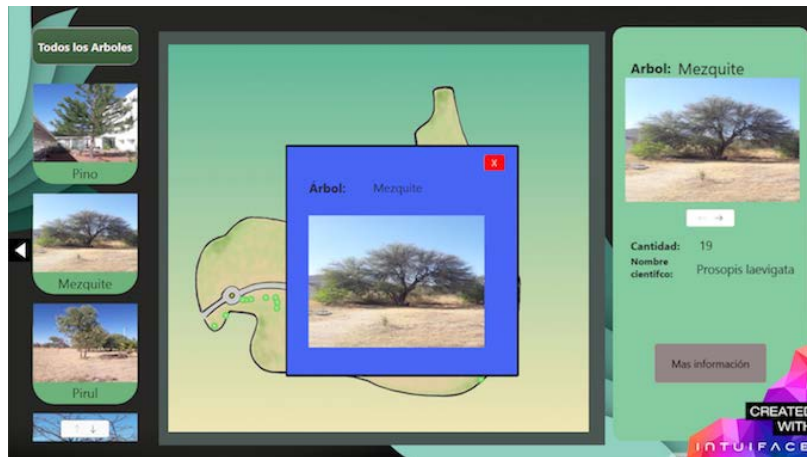 Todos los Arboles
Pino
Mezquite
Pirul
X
Árbol: Mezquite
Arbol: Mezquite
Cantidad: 19
Nombre
cientifco: Prosopis laevigata
Mas información
CREATED
WITH
INTUIFACE